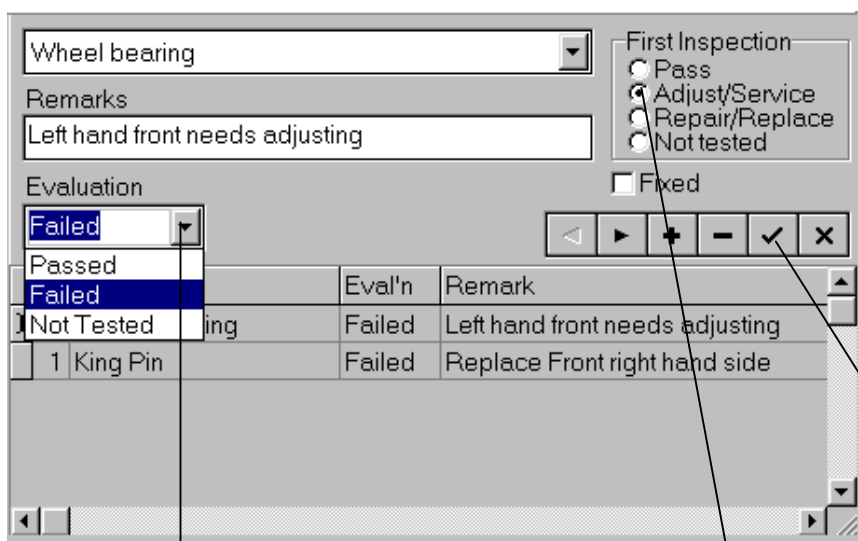 Wheel bearing
First Inspection
Pass
Adjust/Service
Repair/Replace
Not tested
Remarks
Left hand front needs adjusting
Fixed
Evaluation
Failed
Passed
Failed
Not Tested
Eval'n Remark
ing Failed Left hand front needs adjusting
1 King Pin Failed Replace Front right hand side